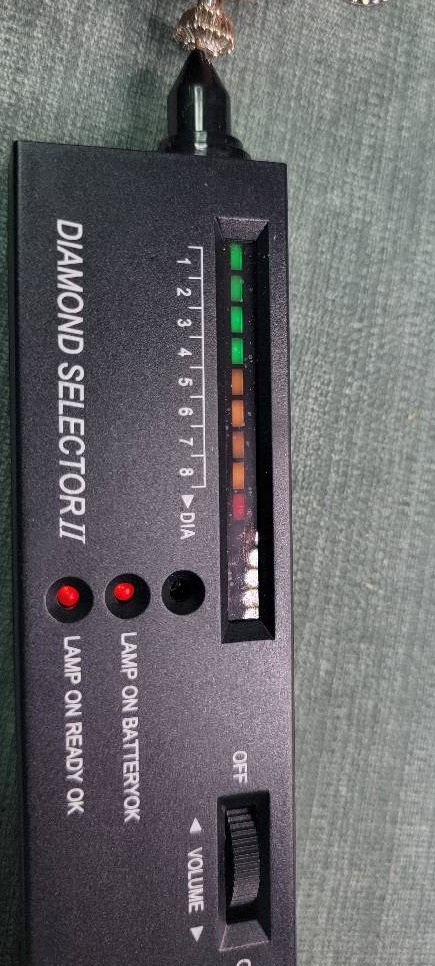 DIAMOND SELECTOR II
1 2 3 4 5 6 7 8 ▶DIA
LAMP ON BATTERYOK
LAMP ON READY OK
OFF
◀ VOLUME ▶